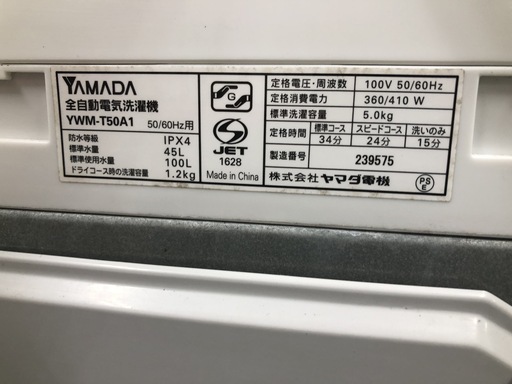 YAMADA
全自動電気洗濯機
YWM-T50A1 50/60Hz用
防水等級 IPX4
標準水量 45L
標準使用水量 100L
ドライコース時の洗濯容量 1.2kg
G
JET
1628
Made in China
定格電圧・周波数 100V 50/60Hz
定格消費電力 360/410 W
標準洗濯容量 5.0kg
定格時間 標準コース スピードコース 洗いのみ
34分 24分 15分
製造番号 239575
株式会社 ヤマダ電機
PS
E